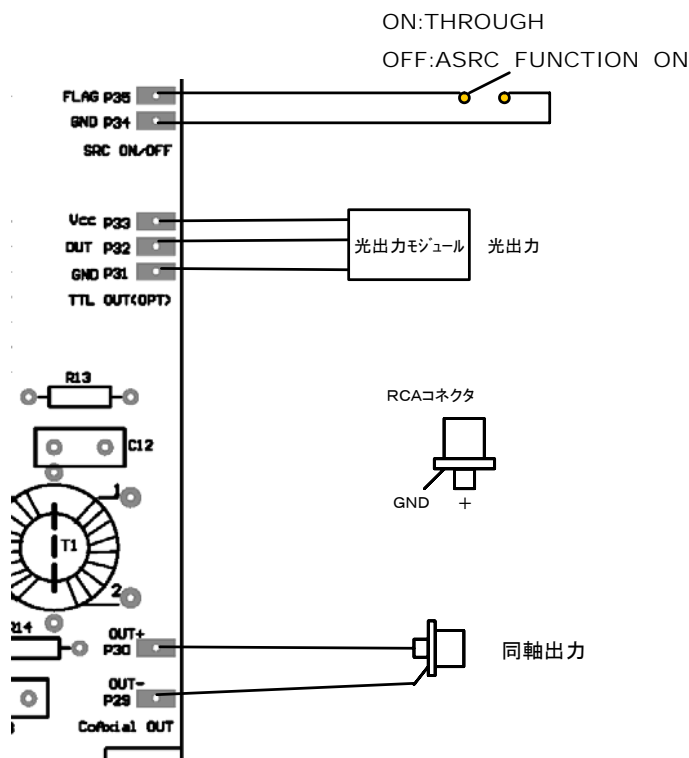 ON:THROUGH
OFF:ASRC FUNCTION ON
FLAG P35
GND P34
SRC ON/OFF
Vcc P33
OUT P32
GND P31
TTL OUT(OPT)
光出力ﾓｼﾞｭｰﾙ
光出力
R13
RCAコネクタ
C12
GND +
1
T1
2
R14
OUT+
P30
同軸出力
OUT-
P29
CoAxial OUT